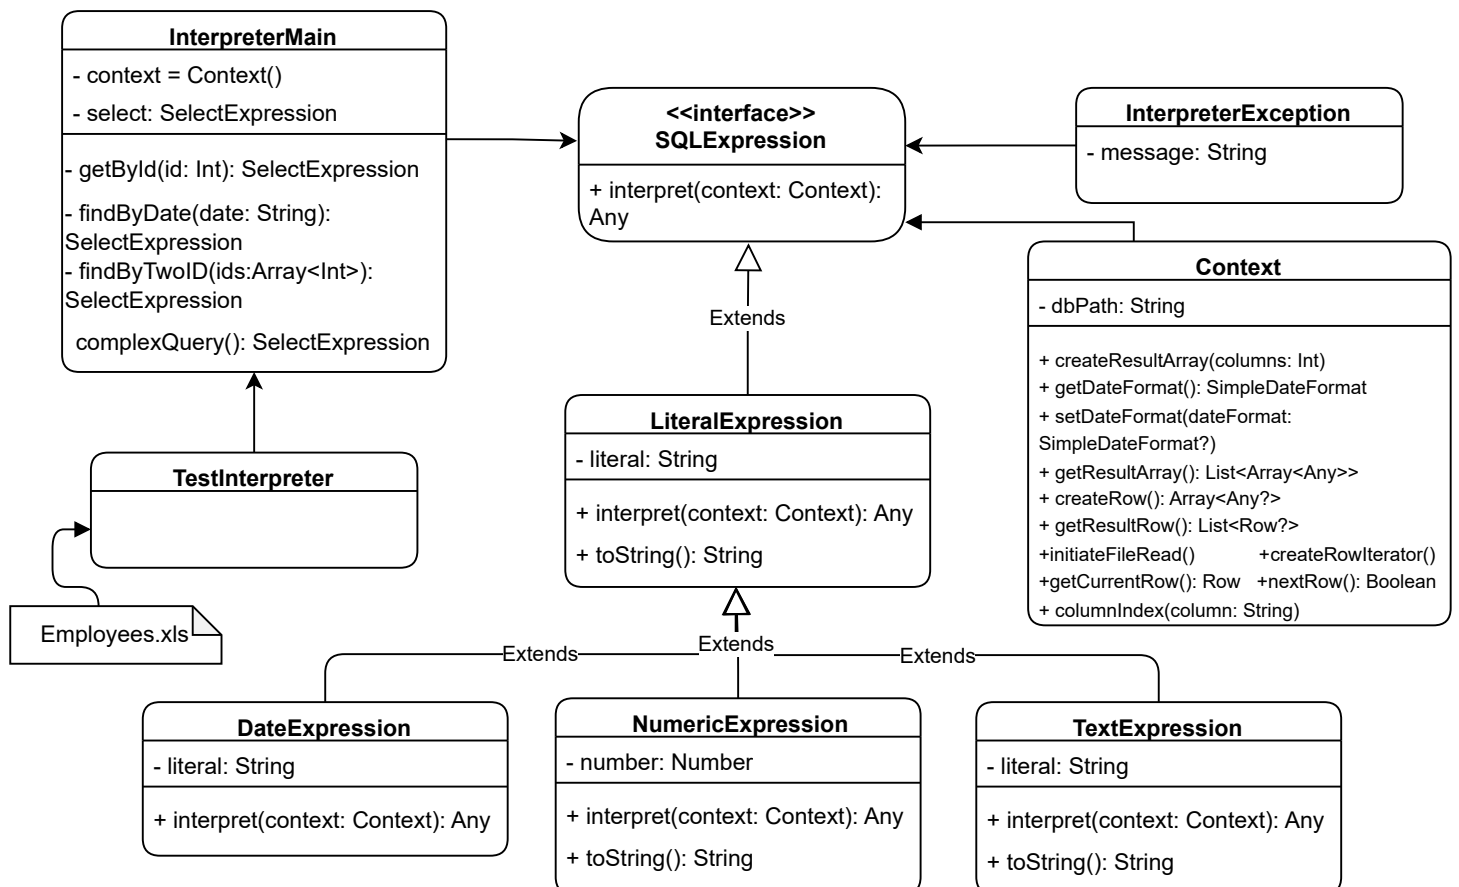 InterpreterMain
- context = Context()
- select: SelectExpression
- getById(id: Int): SelectExpression
- findByDate(date: String):
SelectExpression
- findByTwoID(ids:Array<Int>):
SelectExpression
complexQuery(): SelectExpression
<<interface>>
SQLExpression
+ interpret(context: Context):
Any
InterpreterException
- message: String
Context
- dbPath: String
+ createResultArray(columns: Int)
+ getDateFormat(): SimpleDateFormat
+ setDateFormat(dateFormat:
SimpleDateFormat?)
+ getResultArray(): List<Array<Any>>
+ createRow(): Array<Any?>
+ getResultRow(): List<Row?>
+initiateFileRead() +createRowIterator()
+getCurrentRow(): Row +nextRow(): Boolean
+ columnIndex(column: String)
Extends
LiteralExpression
- literal: String
+ interpret(context: Context): Any
+ toString(): String
TestInterpreter
Employees.xls
Extends
Extends
Extends
DateExpression
- literal: String
+ interpret(context: Context): Any
NumericExpression
- number: Number
+ interpret(context: Context): Any
+ toString(): String
TextExpression
- literal: String
+ interpret(context: Context): Any
+ toString(): String